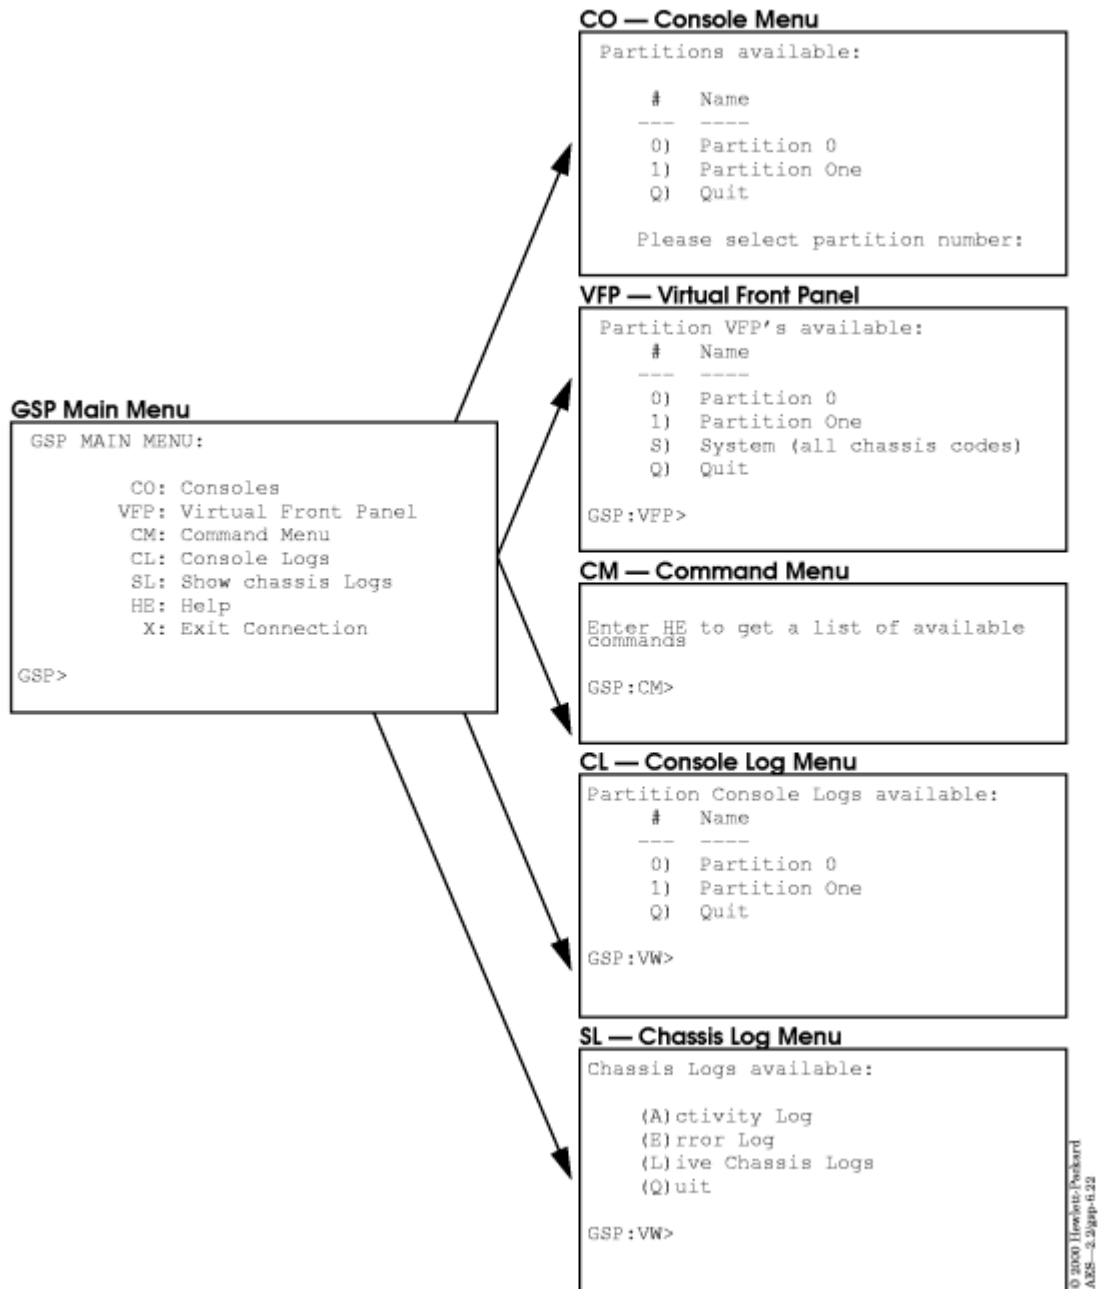 CO — Console Menu
Partitions available:
# Name
--- ----
0) Partition 0
1) Partition One
Q) Quit
Please select partition number:
VFP — Virtual Front Panel
Partition VFP's available:
# Name
--- ----
0) Partition 0
1) Partition One
S) System (all chassis codes)
Q) Quit
GSP:VFP>
GSP Main Menu
GSP MAIN MENU:
CO: Consoles
VFP: Virtual Front Panel
CM: Command Menu
CL: Console Logs
SL: Show chassis Logs
HE: Help
X: Exit Connection
GSP>
CM — Command Menu
Enter HE to get a list of available
commands
GSP:CM>
CL — Console Log Menu
Partition Console Logs available:
# Name
--- ----
0) Partition 0
1) Partition One
Q) Quit
GSP:VW>
SL — Chassis Log Menu
Chassis Logs available:
(A)ctivity Log
(E)rror Log
(L)ive Chassis Logs
(Q)uit
GSP:VW>
© 2000 Hewlett-Packard
AES—3.2/gsp-6.22